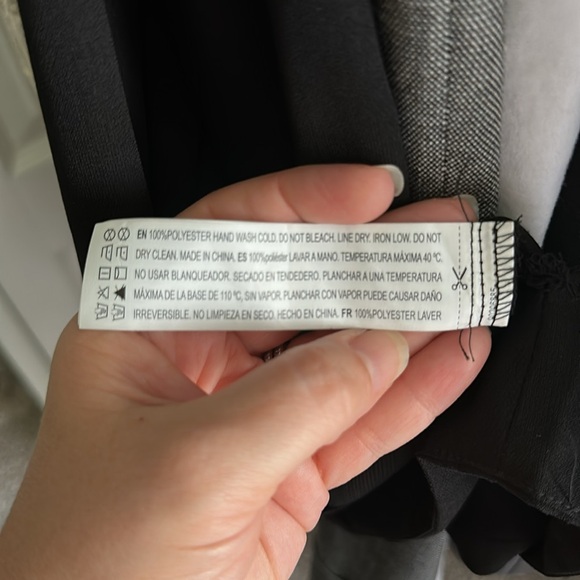 EN 100%POLYESTER HAND WASH COLD. DO NOT BLEACH. LINE DRY. IRON LOW. DO NOT
DRY CLEAN. MADE IN CHINA. ES 100%poliéster LAVAR A MANO. TEMPERATURA MÁXIMA 40 ºC.
NO USAR BLANQUEADOR. SECADO EN TENDEDERO. PLANCHAR A UNA TEMPERATURA
MÁXIMA DE LA BASE DE 110 ºC, SIN VAPOR. PLANCHAR CON VAPOR PUEDE CAUSAR DAÑO
IRREVERSIBLE. NO LIMPIEZA EN SECO. HECHO EN CHINA. FR 100%POLYESTER LAVER